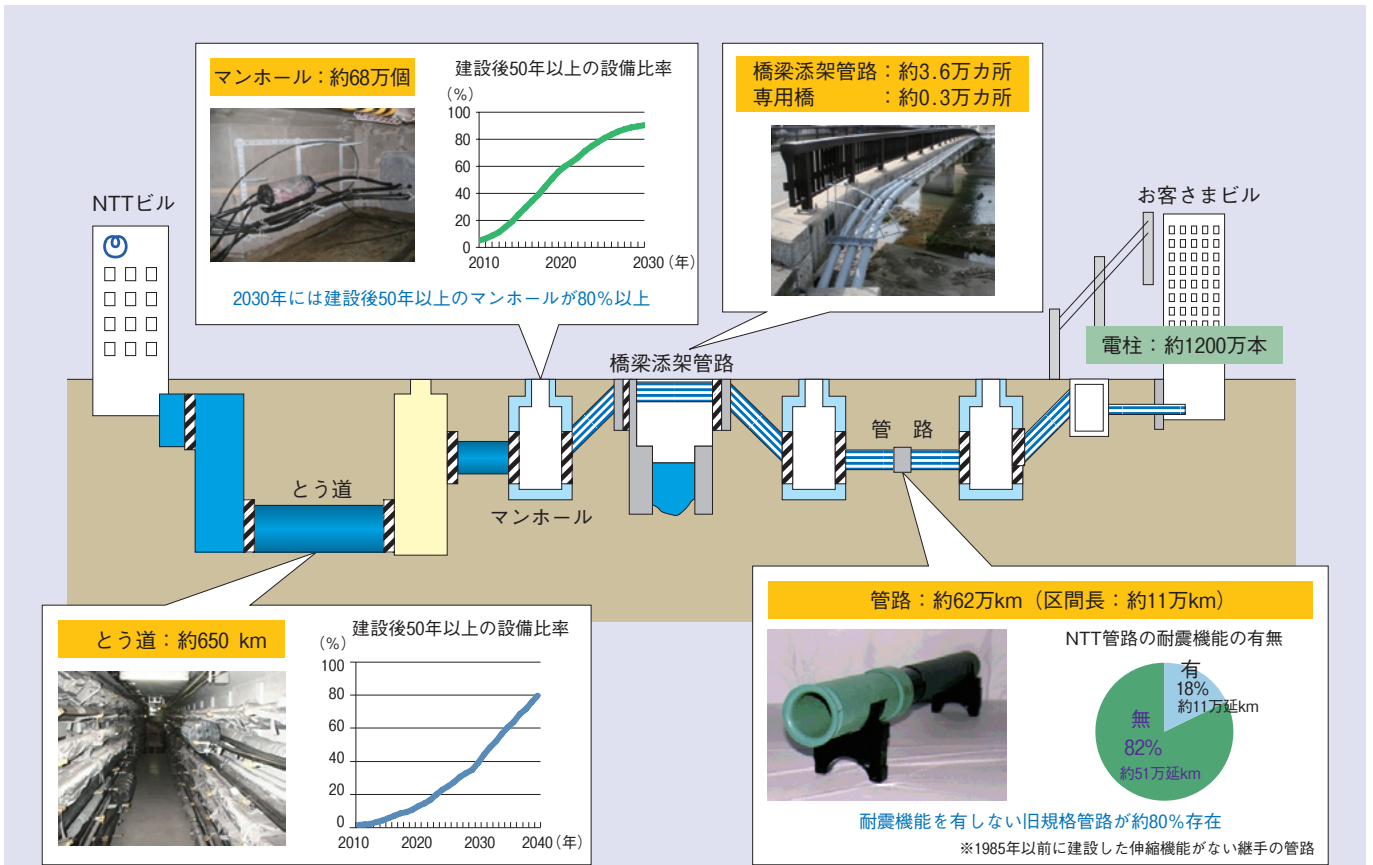 マンホール：約68万個
建設後50年以上の設備比率
(%)
100
80
60
40
20
0
2010 2020 2030（年）
2030年には建設後50年以上のマンホールが80％以上
橋梁添架管路：約3.6万カ所
専用橋　　　：約0.3万カ所
NTTビル
お客さまビル
電柱：約1200万本
橋梁添架管路
管　路
とう道
マンホール
とう道：約650 km
建設後50年以上の設備比率
(%)
100
80
60
40
20
0
2010 2020 2030 2040（年）
管路：約62万km（区間長：約11万km）
NTT管路の耐震機能の有無
有
18%
約11万延km
無
82%
約51万延km
耐震機能を有しない旧規格管路が約80％存在
※1985年以前に建設した伸縮機能がない継手の管路